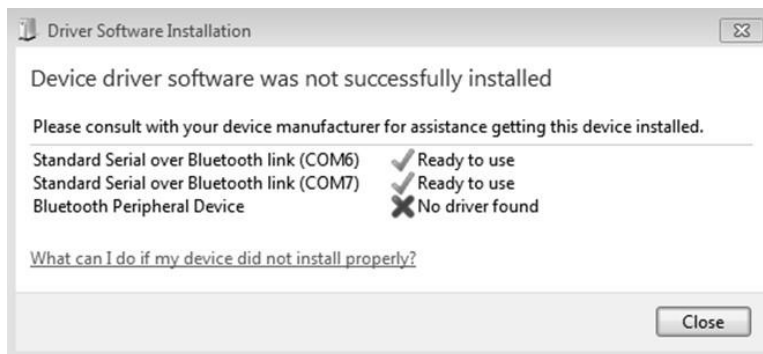 Driver Software Installation
Device driver software was not successfully installed
Please consult with your device manufacturer for assistance getting this device installed.
Standard Serial over Bluetooth link (COM6) Ready to use
Standard Serial over Bluetooth link (COM7) Ready to use
Bluetooth Peripheral Device No driver found
What can I do if my device did not install properly?
Close